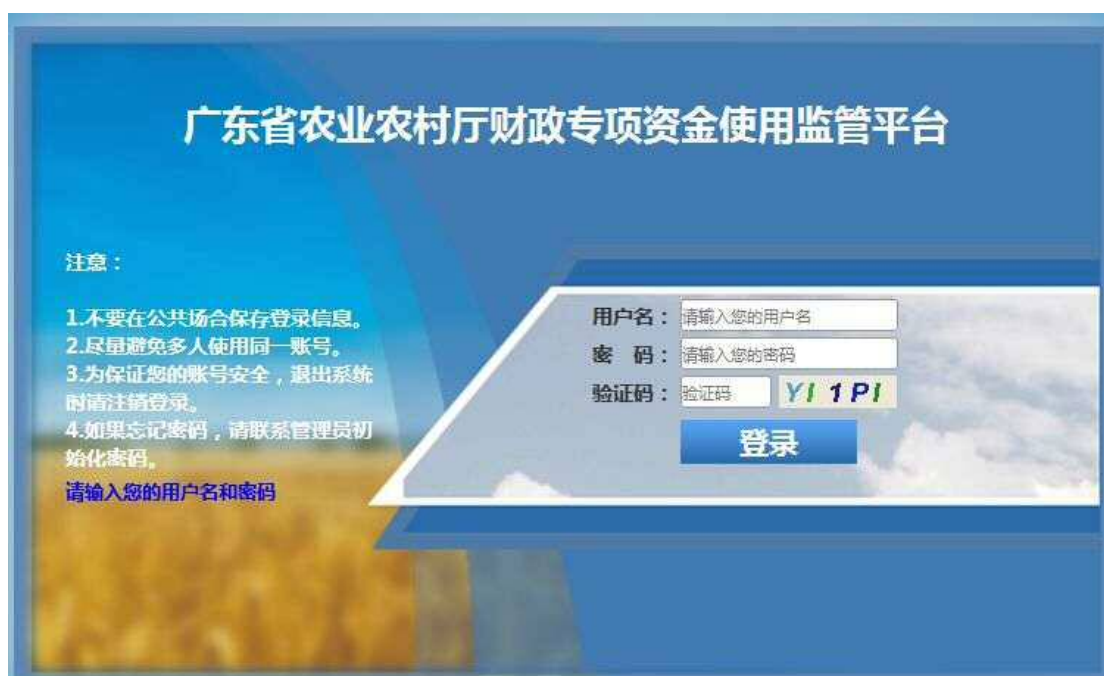 广东省农业农村厅财政专项资金使用监管平台
注意：
1.不要在公共场合保存登录信息。
2.尽量避免多人使用同一账号。
3.为保证您的账号安全，退出系统
时请注销登录。
4.如果忘记密码，请联系管理员初
始化密码。
请输入您的用户名和密码
用户名： 请输入您的用户名
密 码： 请输入您的密码
验证码： 验证码
登录